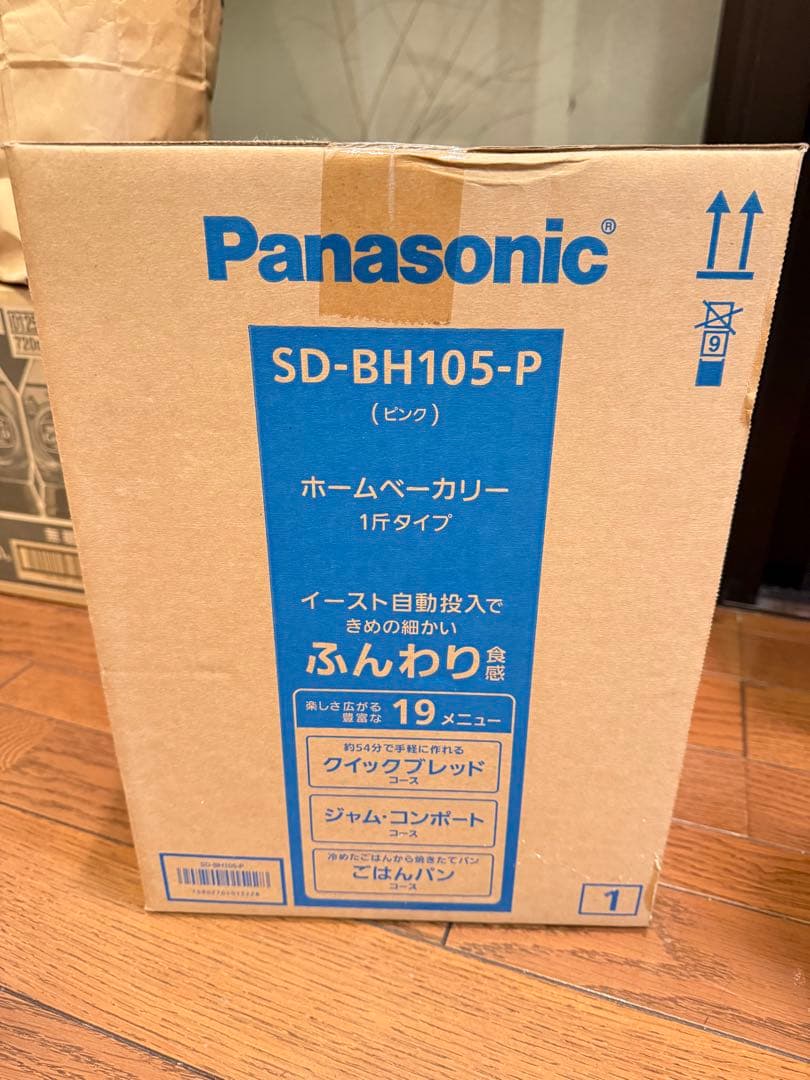 Panasonic®
SD-BH105-P
(ピンク)
ホームベーカリー
1斤タイプ
イースト自動投入で
きめの細かい
ふんわり食感
楽しさ広がる
豊富な 19メニュー
約54分で手軽に作れる
クイックブレッド
コース
ジャム・コンポート
コース
冷めたごはんから焼きたてパン
ごはんパン
コース
SD-BH105-P
1
9
720